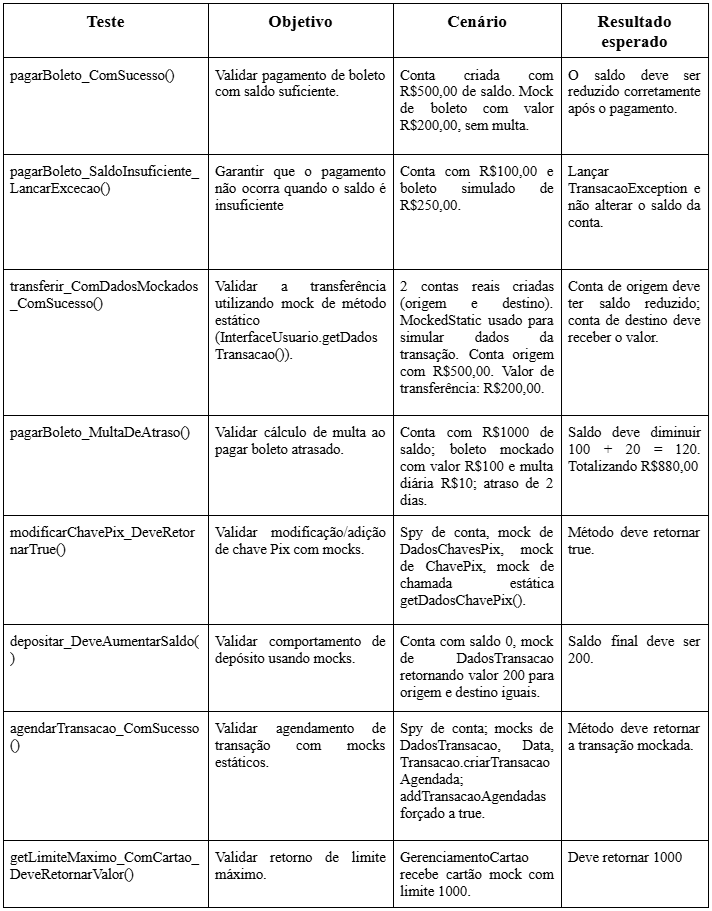 Teste
Objetivo
Cenário
Resultado
esperado
pagarBoleto_ComSucesso()
Validar pagamento de boleto
com saldo suficiente.
Conta criada com
R$500,00 de saldo. Mock
de boleto com valor
R$200,00, sem multa.
O saldo deve ser
reduzido corretamente
após o pagamento.
pagarBoleto_SaldoInsuficiente_
LancarExcecao()
Garantir que o pagamento
não ocorra quando o saldo é
insuficiente
Conta com R$100,00 e
boleto simulado de
R$250,00.
Lançar
TransacaoException e
não alterar o saldo da
conta.
transferir_ComDadosMockados
_ComSucesso()
Validar a transferência
utilizando mock de método
estático
(InterfaceUsuario.getDados
Transacao()).
2 contas reais criadas
(origem e destino).
MockedStatic usado para
simular dados da
transação. Conta origem
com R$500,00. Valor de
transferência: R$200,00.
Conta de origem deve
ter saldo reduzido;
conta de destino deve
receber o valor.
pagarBoleto_MultaDeAtraso()
Validar cálculo de multa ao
pagar boleto atrasado.
Conta com R$1000 de
saldo; boleto mockado
com valor R$100 e multa
diária R$10; atraso de 2
dias.
Saldo deve diminuir
100 + 20 = 120.
Totalizando R$880,00
modificarChavePix_DeveRetor
narTrue()
Validar modificação/adição
de chave Pix com mocks.
Spy de conta, mock de
DadosChavesPix, mock
de ChavePix, mock de
chamada estática
getDadosChavePix().
Método deve retornar
true.
depositar_DeveAumentarSaldo(
)
Validar comportamento de
depósito usando mocks.
Conta com saldo 0, mock
de DadosTransacao
retornando valor 200 para
origem e destino iguais.
Saldo final deve ser
200.
agendarTransacao_ComSucesso
()
Validar agendamento de
transação com mocks
estáticos.
Spy de conta; mocks de
DadosTransacao, Data,
Transacao.criarTransacao
Agendada;
addTransacaoAgendadas
forçado a true.
Método deve retornar
a transação mockada.
getLimiteMaximo_ComCartao_
DeveRetornarValor()
Validar retorno de limite
máximo.
GerenciamentoCartao
recebe cartão mock com
limite 1000.
Deve retornar 1000